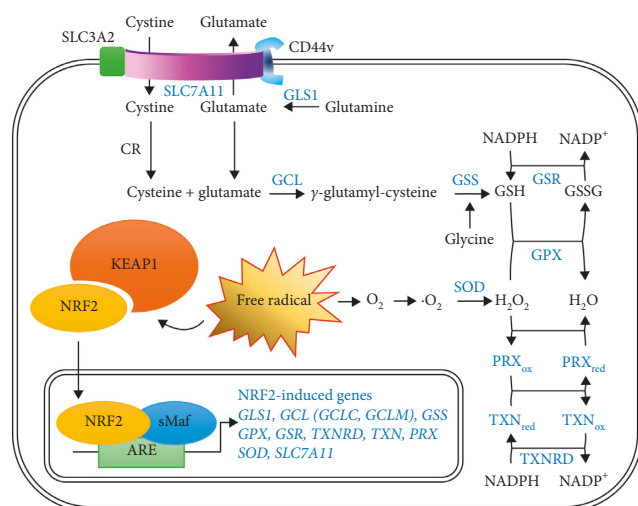 Cystine
Glutamate
SLC3A2
CD44v
SLC7A11
Cystine
Glutamate
GLS1
Glutamine
CR
NADPH
NADP⁺
GSR
Cysteine + glutamate
GCL
γ-glutamyl-cysteine
GSS
GSH
GSSG
Glycine
GPX
KEAP1
NRF2
Free radical
O₂
·O₂
SOD
H₂O₂
H₂O
PRXox
PRXred
TXNred
TXNox
TXNRD
NADPH
NADP⁺
NRF2
sMaf
ARE
NRF2-induced genes
GLS1, GCL (GCLC, GCLM), GSS
GPX, GSR, TXNRD, TXN, PRX
SOD, SLC7A11